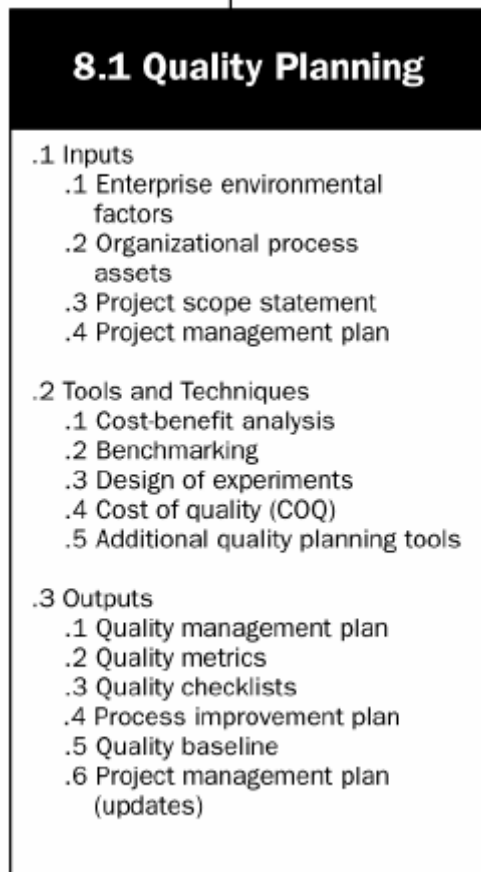 8.1 Quality Planning
.1 Inputs
.1 Enterprise environmental
factors
.2 Organizational process
assets
.3 Project scope statement
.4 Project management plan
.2 Tools and Techniques
.1 Cost-benefit analysis
.2 Benchmarking
.3 Design of experiments
.4 Cost of quality (COQ)
.5 Additional quality planning tools
.3 Outputs
.1 Quality management plan
.2 Quality metrics
.3 Quality checklists
.4 Process improvement plan
.5 Quality baseline
.6 Project management plan
(updates)